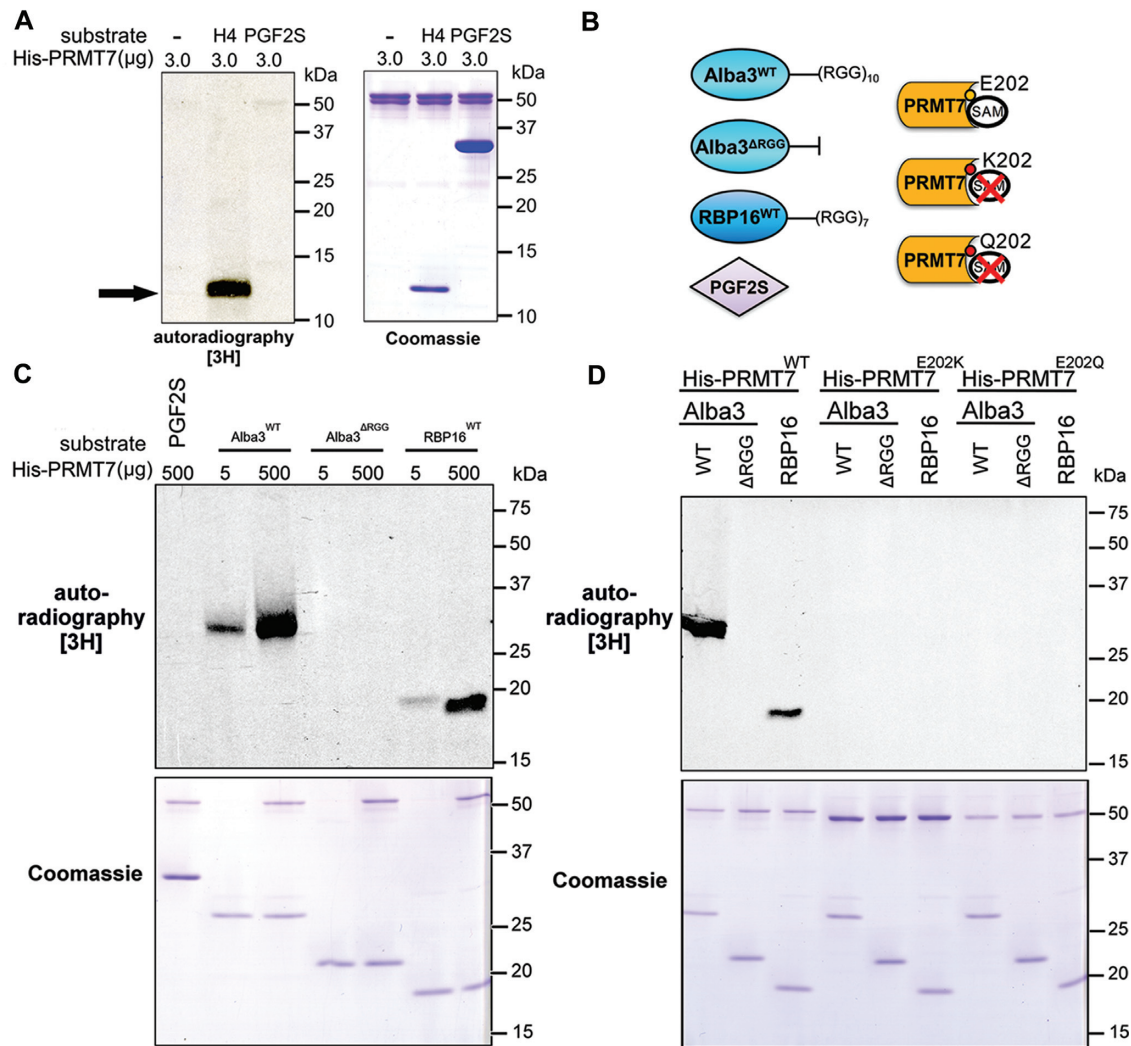 A
substrate - H4 PGF2S - H4 PGF2S
His-PRMT7(µg) 3.0 3.0 3.0 3.0 3.0 3.0
kDa kDa
50 50
37 37
25 25
20 20
15 15
10 10
autoradiography
[3H]
Coomassie
B
Alba3WT (RGG)10
Alba3ΔRGG
RBP16WT (RGG)7
PGF2S
PRMT7 SAM E202
PRMT7 SAM K202
PRMT7 SAM Q202
C
PGF2S
substrate Alba3WT Alba3ΔRGG RBP16WT
His-PRMT7(µg) 500 5 500 5 500 5 500 kDa
75
50
37
25
20
15
auto-
radiography
[3H]
50
37
25
20
15
Coomassie
D
His-PRMT7WT His-PRMT7E202K His-PRMT7E202Q
Alba3 Alba3 Alba3
WT ΔRGG RBP16 WT ΔRGG RBP16 WT ΔRGG RBP16
kDa
75
50
37
25
20
15
auto-
radiography
[3H]
50
37
25
20
15
Coomassie